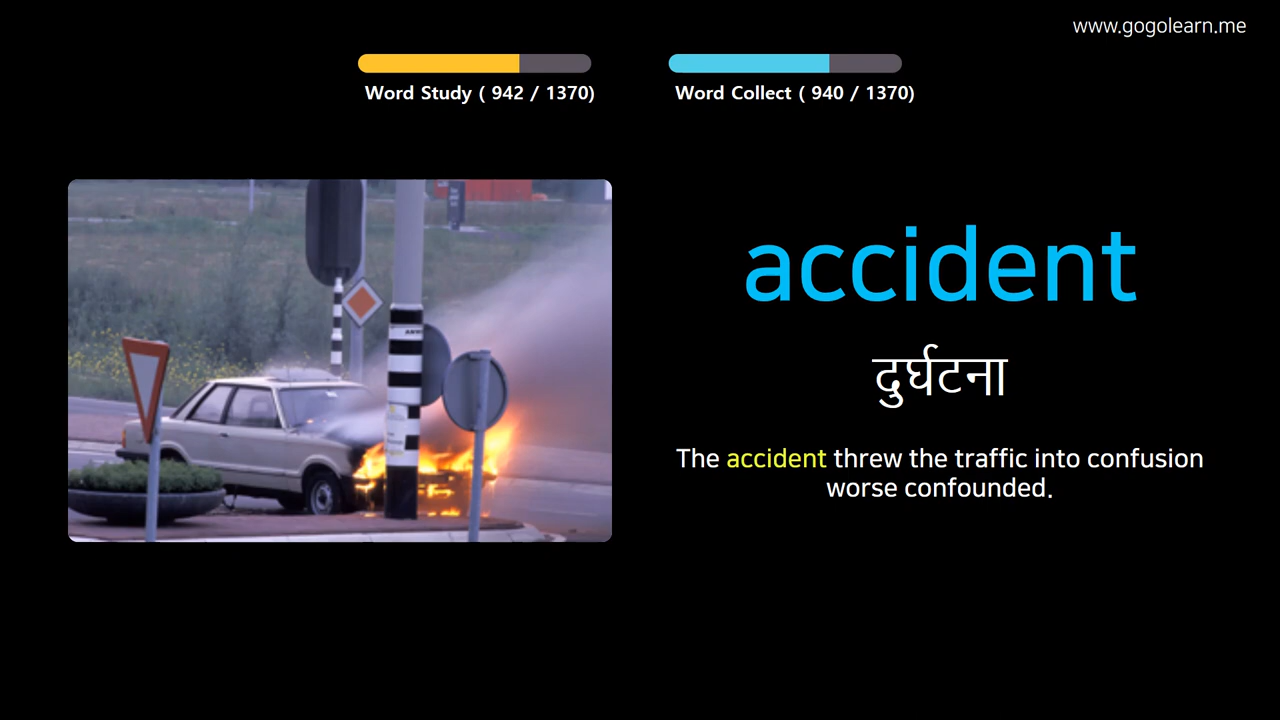 www.gogolearn.me
Word Study ( 942 / 1370)
Word Collect ( 940 / 1370)
accident
दुर्घटना
The accident threw the traffic into confusion
worse confounded.